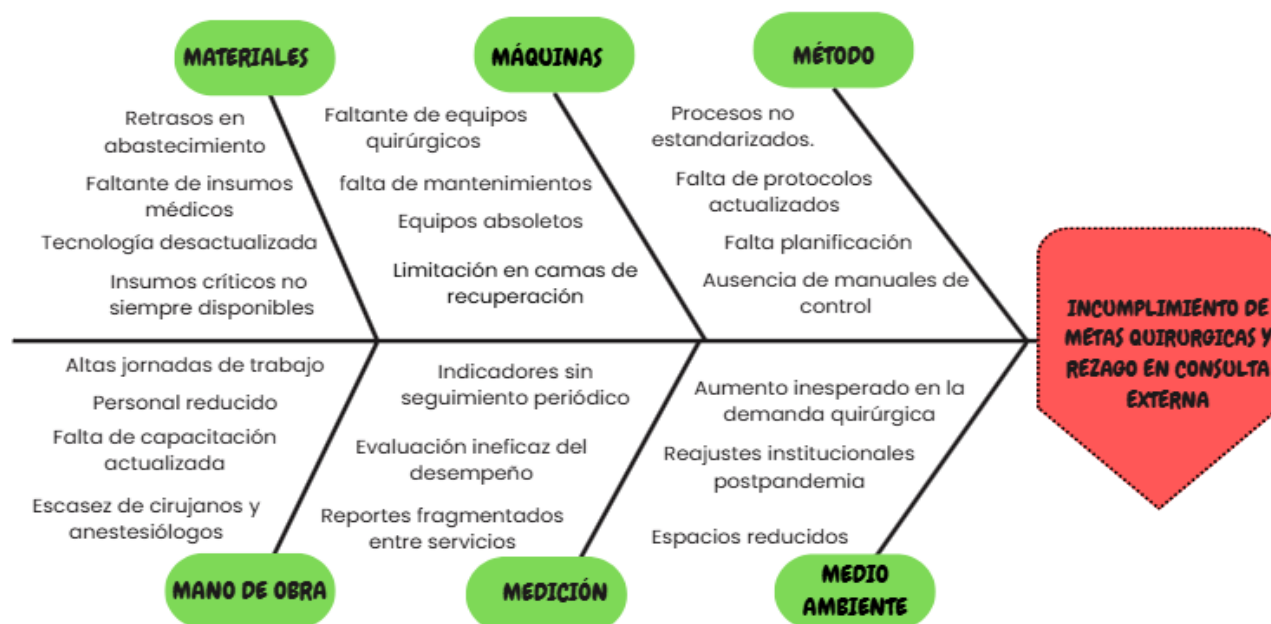 MATERIALES
Retrasos en
abastecimiento
Faltante de insumos
médicos
Tecnología desactualizada
Insumos críticos no
siempre disponibles
MÁQUINAS
Faltante de equipos
quirúrgicos
falta de mantenimientos
Equipos absoletos
Limitación en camas de
recuperación
MÉTODO
Procesos no
estandarizados.
Falta de protocolos
actualizados
Falta planificación
Ausencia de manuales de
control
INCUMPLIMIENTO DE
METAS QUIRURGICAS Y
REZAGO EN CONSULTA
EXTERNA
Altas jornadas de trabajo
Personal reducido
Falta de capacitación
actualizada
Escasez de cirujanos y
anestesiólogos
MANO DE OBRA
Indicadores sin
seguimiento periódico
Evaluación ineficaz del
desempeño
Reportes fragmentados
entre servicios
MEDICIÓN
Aumento inesperado en la
demanda quirúrgica
Reajustes institucionales
postpandemia
Espacios reducidos
MEDIO
AMBIENTE